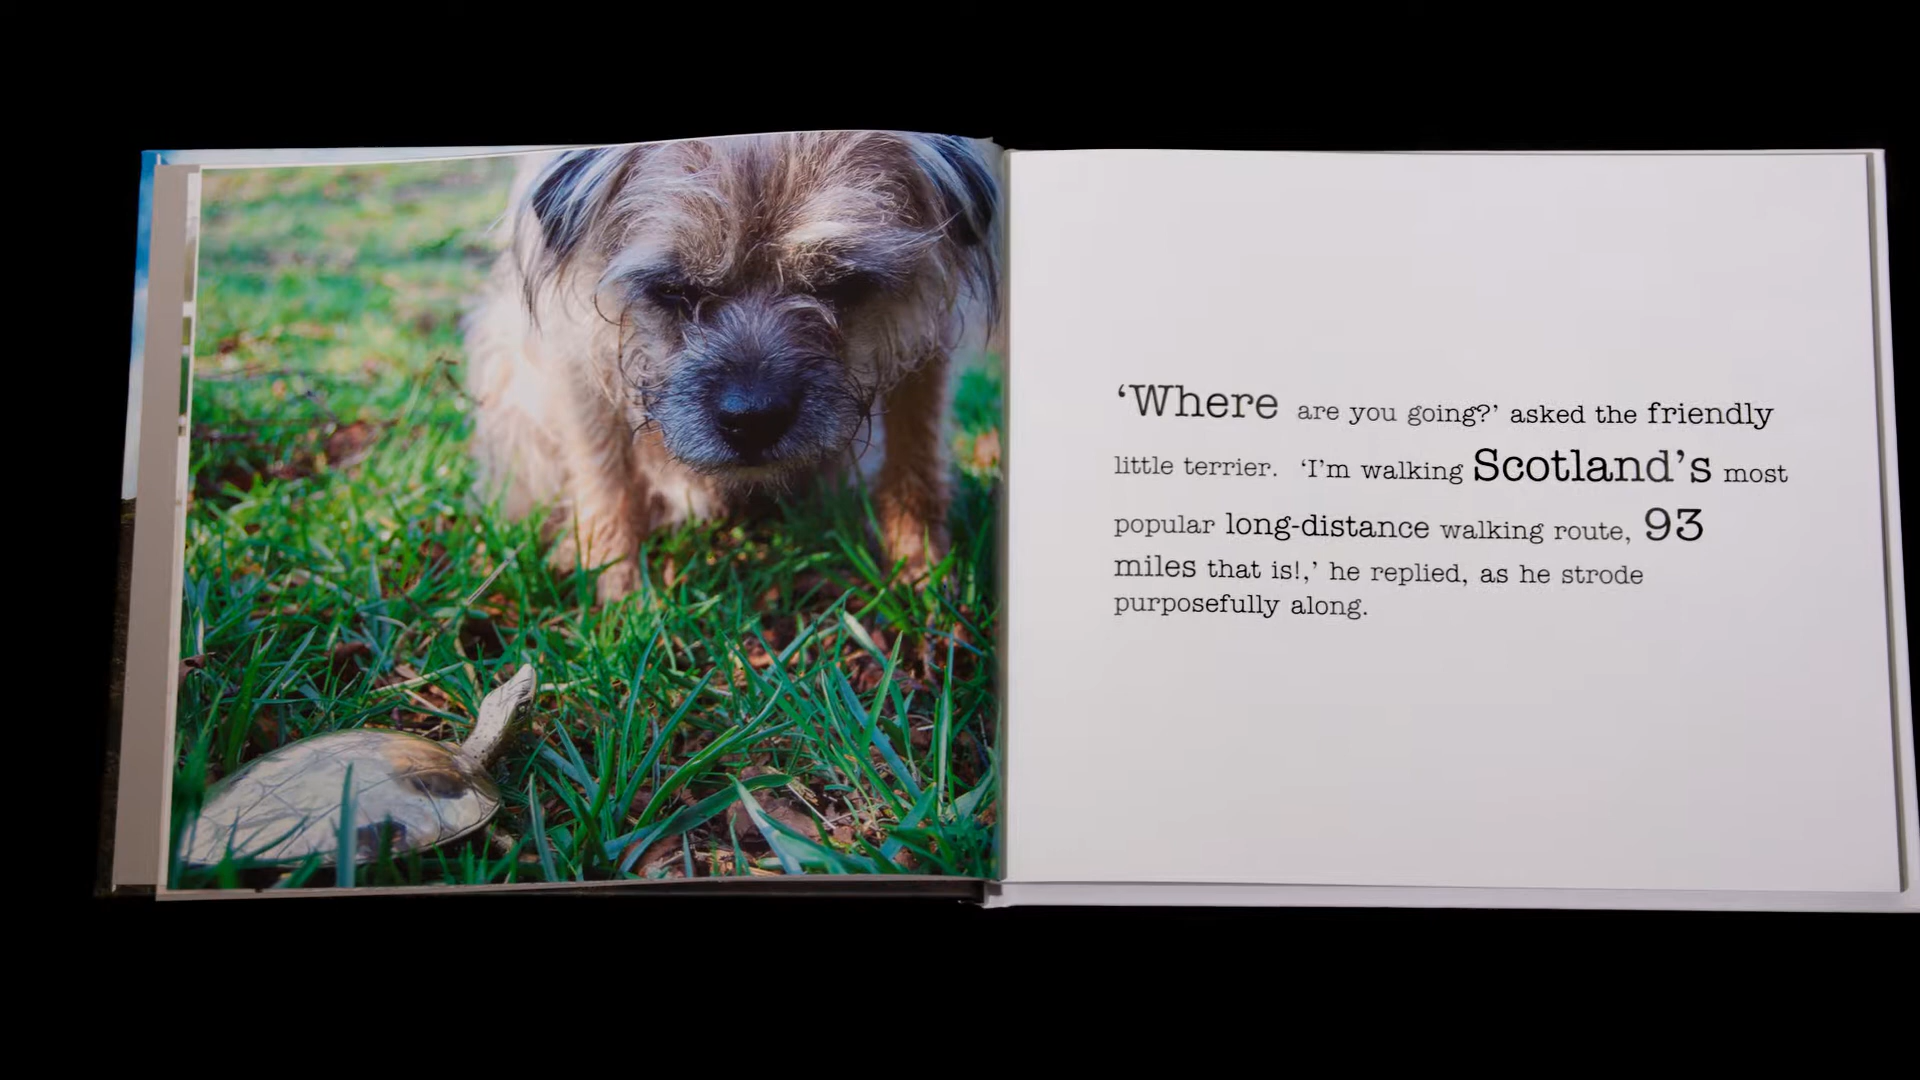 ‘Where are you going?’ asked the friendly
little terrier. ‘I’m walking Scotland’s most
popular long-distance walking route, 93
miles that is!,’ he replied, as he strode
purposefully along.